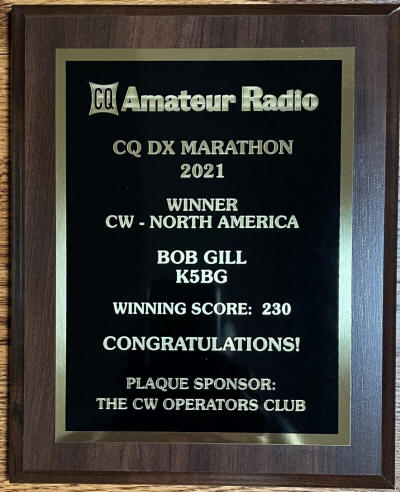 CQ Amateur Radio
CQ DX MARATHON
2021
WINNER
CW - NORTH AMERICA
BOB GILL
K5BG
WINNING SCORE: 230
CONGRATULATIONS!
PLAQUE SPONSOR:
THE CW OPERATORS CLUB